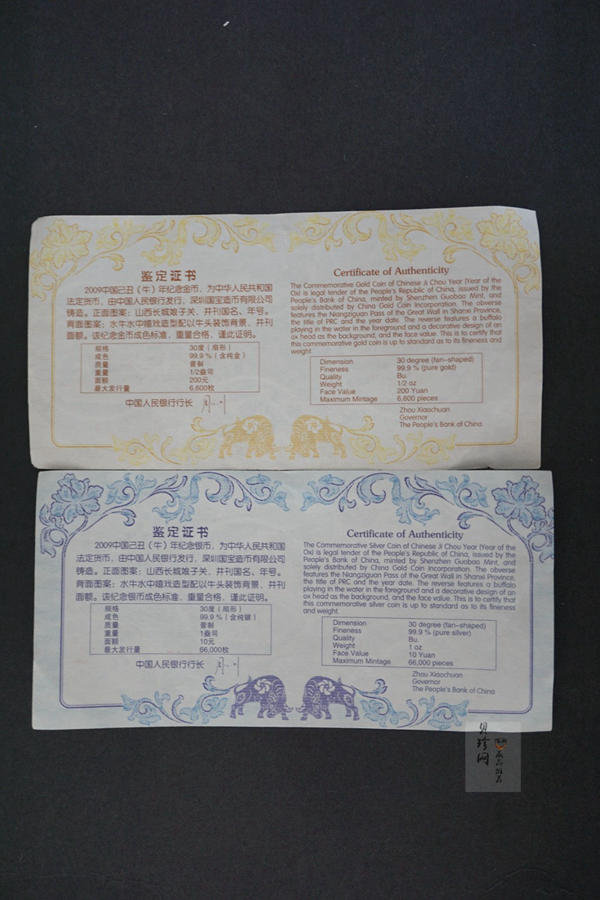 鉴定证书
2009中国己丑（牛）年纪念金币，为中华人民共和国
法定货币，由中国人民银行发行，深圳国宝造币有限公司
铸造。正面图案：山西长城娘子关，并刊国名、年号。
背面图案：水牛水中嬉戏造型配以牛头装饰背景，并刊
面额。该纪念金币成色标准，重量合格，谨此证明。
规格 30度（扇形）
成色 99.9％（含纯金）
质量 普制
重量 1/2盎司
面额 200元
最大发行量 6,600枚
中国人民银行行长
Certificate of Authenticity
The Commemorative Gold Coin of Chinese Ji Chou Year (Year of the
Ox) is legal tender of the People's Republic of China, issued by the
People's Bank of China, minted by Shenzhen Guobao Mint, and
solely distributed by China Gold Coin Incorporation. The obverse
features the Niangziguan Pass of the Great Wall in Shanxi Province,
the title of PRC and the year date. The reverse features a buffalo
playing in the water in the foreground and a decorative design of an
ox head as the background, and the face value. This is to certify that
this commemorative gold coin is up to standard as to its fineness and
weight
Dimension 30 degree (fan-shaped)
Fineness 99.9 % (pure gold)
Quality Bu.
Weight 1/2 oz
Face Value 200 Yuan
Maximum Mintage 6,600 pieces
Zhou Xiaochuan
Governor
The People's Bank of China
鉴定证书
2009中国己丑（牛）年纪念银币，为中华人民共和国
法定货币，由中国人民银行发行，深圳国宝造币有限公司
铸造。正面图案：山西长城娘子关，并刊国名、年号。
背面图案：水牛水中嬉戏造型配以牛头装饰背景，并刊
面额。该纪念银币成色标准，重量合格，谨此证明。
规格 30度（扇形）
成色 99.9％（含纯银）
质量 普制
重量 1盎司
面额 10元
最大发行量 66,000枚
中国人民银行行长
Certificate of Authenticity
The Commemorative Silver Coin of Chinese Ji Chou Year (Year of the
Ox) is legal tender of the People's Republic of China, issued by the
People's Bank of China, minted by Shenzhen Guobao Mint, and
solely distributed by China Gold Coin Incorporation. The obverse
features the Niangziguan Pass of the Great Wall in Shanxi Province,
the title of PRC and the year date. The reverse features a buffalo
playing in the water in the foreground and a decorative design of an
ox head as the background, and the face value. This is to certify that
this commemorative silver coin is up to standard as to its fineness
and weight
Dimension 30 degree (fan-shaped)
Fineness 99.9 % (pure silver)
Quality Bu.
Weight 1 oz
Face Value 10 Yuan
Maximum Mintage 66,000 pieces
Zhou Xiaochuan
Governor
The People's Bank of China